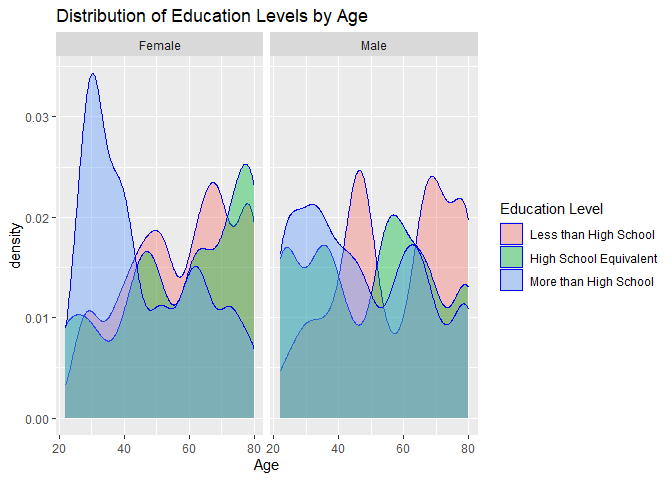 Distribution of Education Levels by Age
Female
Male
density
0.03
0.02
0.01
0.00
20 40 60 80
20 40 60 80
Age
Education Level
Less than High School
High School Equivalent
More than High School